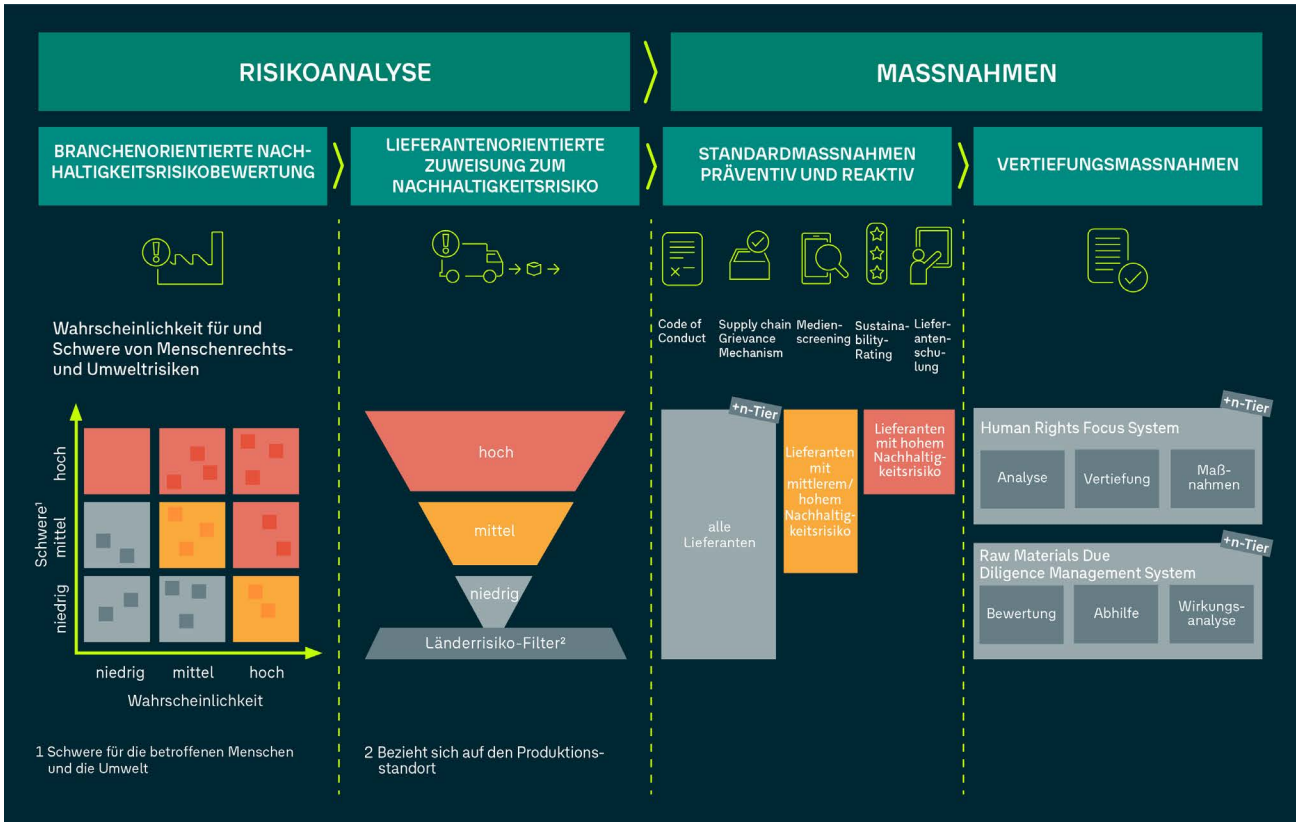 RISIKOANALYSE
MASSNAHMEN
BRANCHENORIENTIERTE NACH-
HALTIGKEITSRISIKOBEWERTUNG
LIEFERANTENORIENTIERTE
ZUWEISUNG ZUM
NACHHALTIGKEITSRISIKO
STANDARDMASSNAHMEN
PRÄVENTIV UND REAKTIV
VERTIEFUNGSMASSNAHMEN
Wahrscheinlichkeit für und
Schwere von Menschenrechts-
und Umweltrisiken
Schwere¹
hoch
mittel
niedrig
niedrig
mittel
hoch
Wahrscheinlichkeit
1 Schwere für die betroffenen Menschen
und die Umwelt
hoch
mittel
niedrig
Länderrisiko-Filter²
2 Bezieht sich auf den Produktions-
standort
Code of
Conduct
Supply chain
Grievance
Mechanism
Medien-
screening
Sustaina-
bility-
Rating
Liefer-
anten-
schu-
lung
+n-Tier
alle
Lieferanten
Lieferanten
mit
mittlerem/
hohem
Nachhaltig-
keitsrisiko
Lieferanten
mit hohem
Nachhaltig-
keitsrisiko
+n-Tier
Human Rights Focus System
Analyse
Vertiefung
Maß-
nahmen
+n-Tier
Raw Materials Due
Diligence Management System
Bewertung
Abhilfe
Wirkungs-
analyse